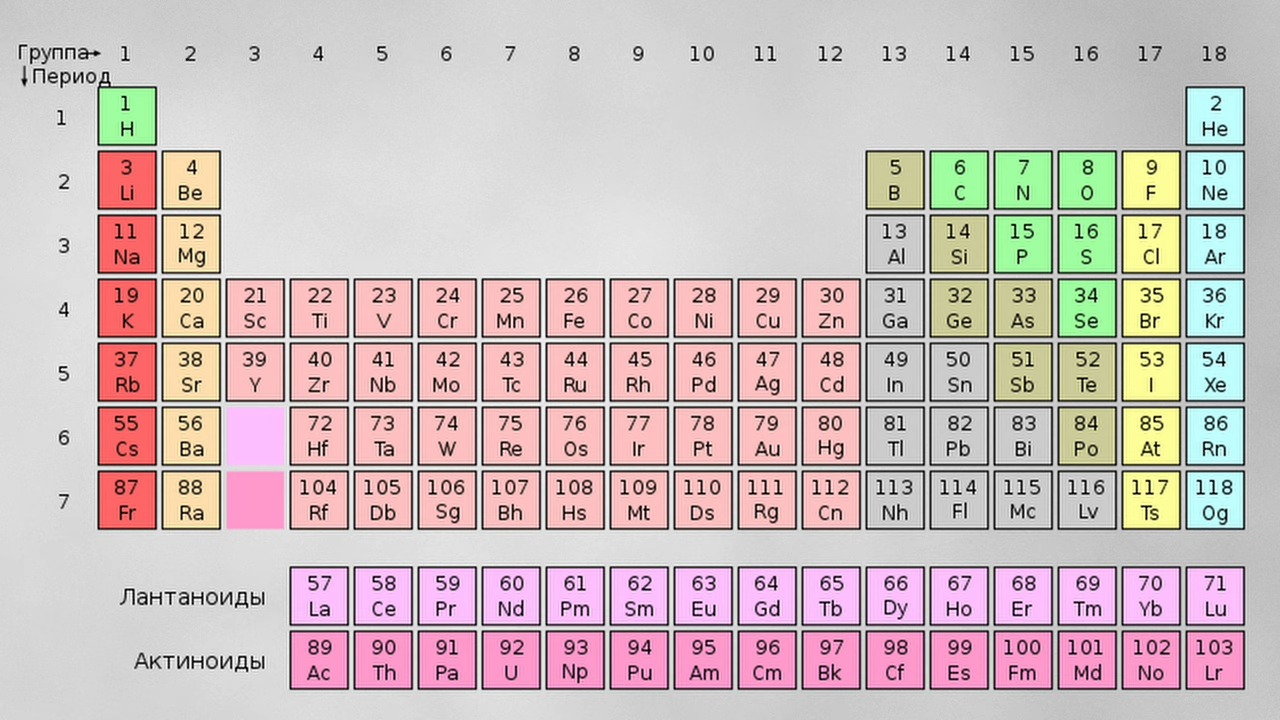 Группа→ 1 2 3 4 5 6 7 8 9 10 11 12 13 14 15 16 17 18
↓Период
1 1 H 2 He
2 3 Li 4 Be 5 B 6 C 7 N 8 O 9 F 10 Ne
3 11 Na 12 Mg 13 Al 14 Si 15 P 16 S 17 Cl 18 Ar
4 19 K 20 Ca 21 Sc 22 Ti 23 V 24 Cr 25 Mn 26 Fe 27 Co 28 Ni 29 Cu 30 Zn 31 Ga 32 Ge 33 As 34 Se 35 Br 36 Kr
5 37 Rb 38 Sr 39 Y 40 Zr 41 Nb 42 Mo 43 Tc 44 Ru 45 Rh 46 Pd 47 Ag 48 Cd 49 In 50 Sn 51 Sb 52 Te 53 I 54 Xe
6 55 Cs 56 Ba 72 Hf 73 Ta 74 W 75 Re 76 Os 77 Ir 78 Pt 79 Au 80 Hg 81 Tl 82 Pb 83 Bi 84 Po 85 At 86 Rn
7 87 Fr 88 Ra 104 Rf 105 Db 106 Sg 107 Bh 108 Hs 109 Mt 110 Ds 111 Rg 112 Cn 113 Nh 114 Fl 115 Mc 116 Lv 117 Ts 118 Og
Лантаноиды 57 La 58 Ce 59 Pr 60 Nd 61 Pm 62 Sm 63 Eu 64 Gd 65 Tb 66 Dy 67 Ho 68 Er 69 Tm 70 Yb 71 Lu
Актиноиды 89 Ac 90 Th 91 Pa 92 U 93 Np 94 Pu 95 Am 96 Cm 97 Bk 98 Cf 99 Es 100 Fm 101 Md 102 No 103 Lr